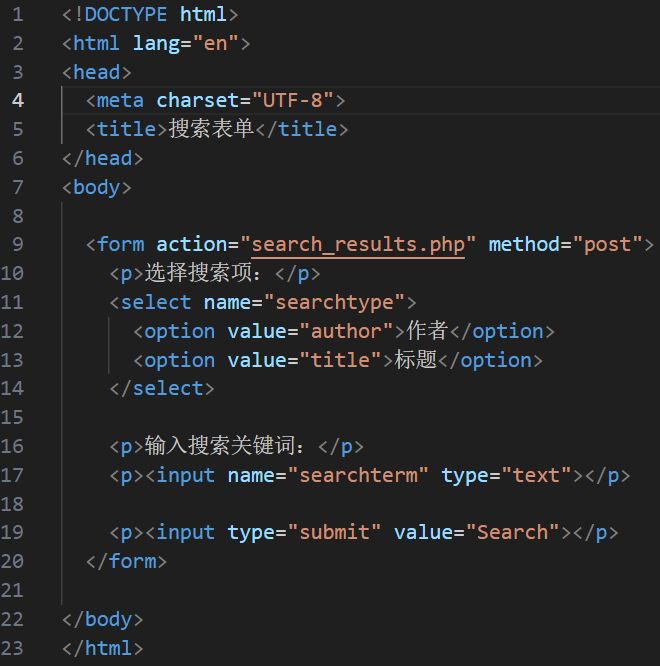 1 <!DOCTYPE html>
2 <html lang="en">
3 <head>
4   <meta charset="UTF-8">
5   <title>搜索表单</title>
6 </head>
7 <body>
8
9   <form action="search_results.php" method="post">
10     <p>选择搜索项：</p>
11     <select name="searchtype">
12       <option value="author">作者</option>
13       <option value="title">标题</option>
14     </select>
15
16     <p>输入搜索关键词：</p>
17     <p><input name="searchterm" type="text"></p>
18
19     <p><input type="submit" value="Search"></p>
20   </form>
21
22 </body>
23 </html>